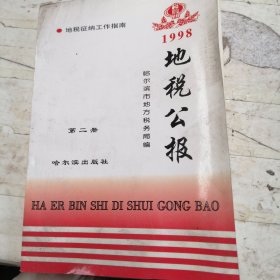 ●地税征纳工作指南
1998
地税公报
哈尔滨市地方税务局编
第二册
哈尔滨出版社
HA ER BIN SHI DI SHUI GONG BAO